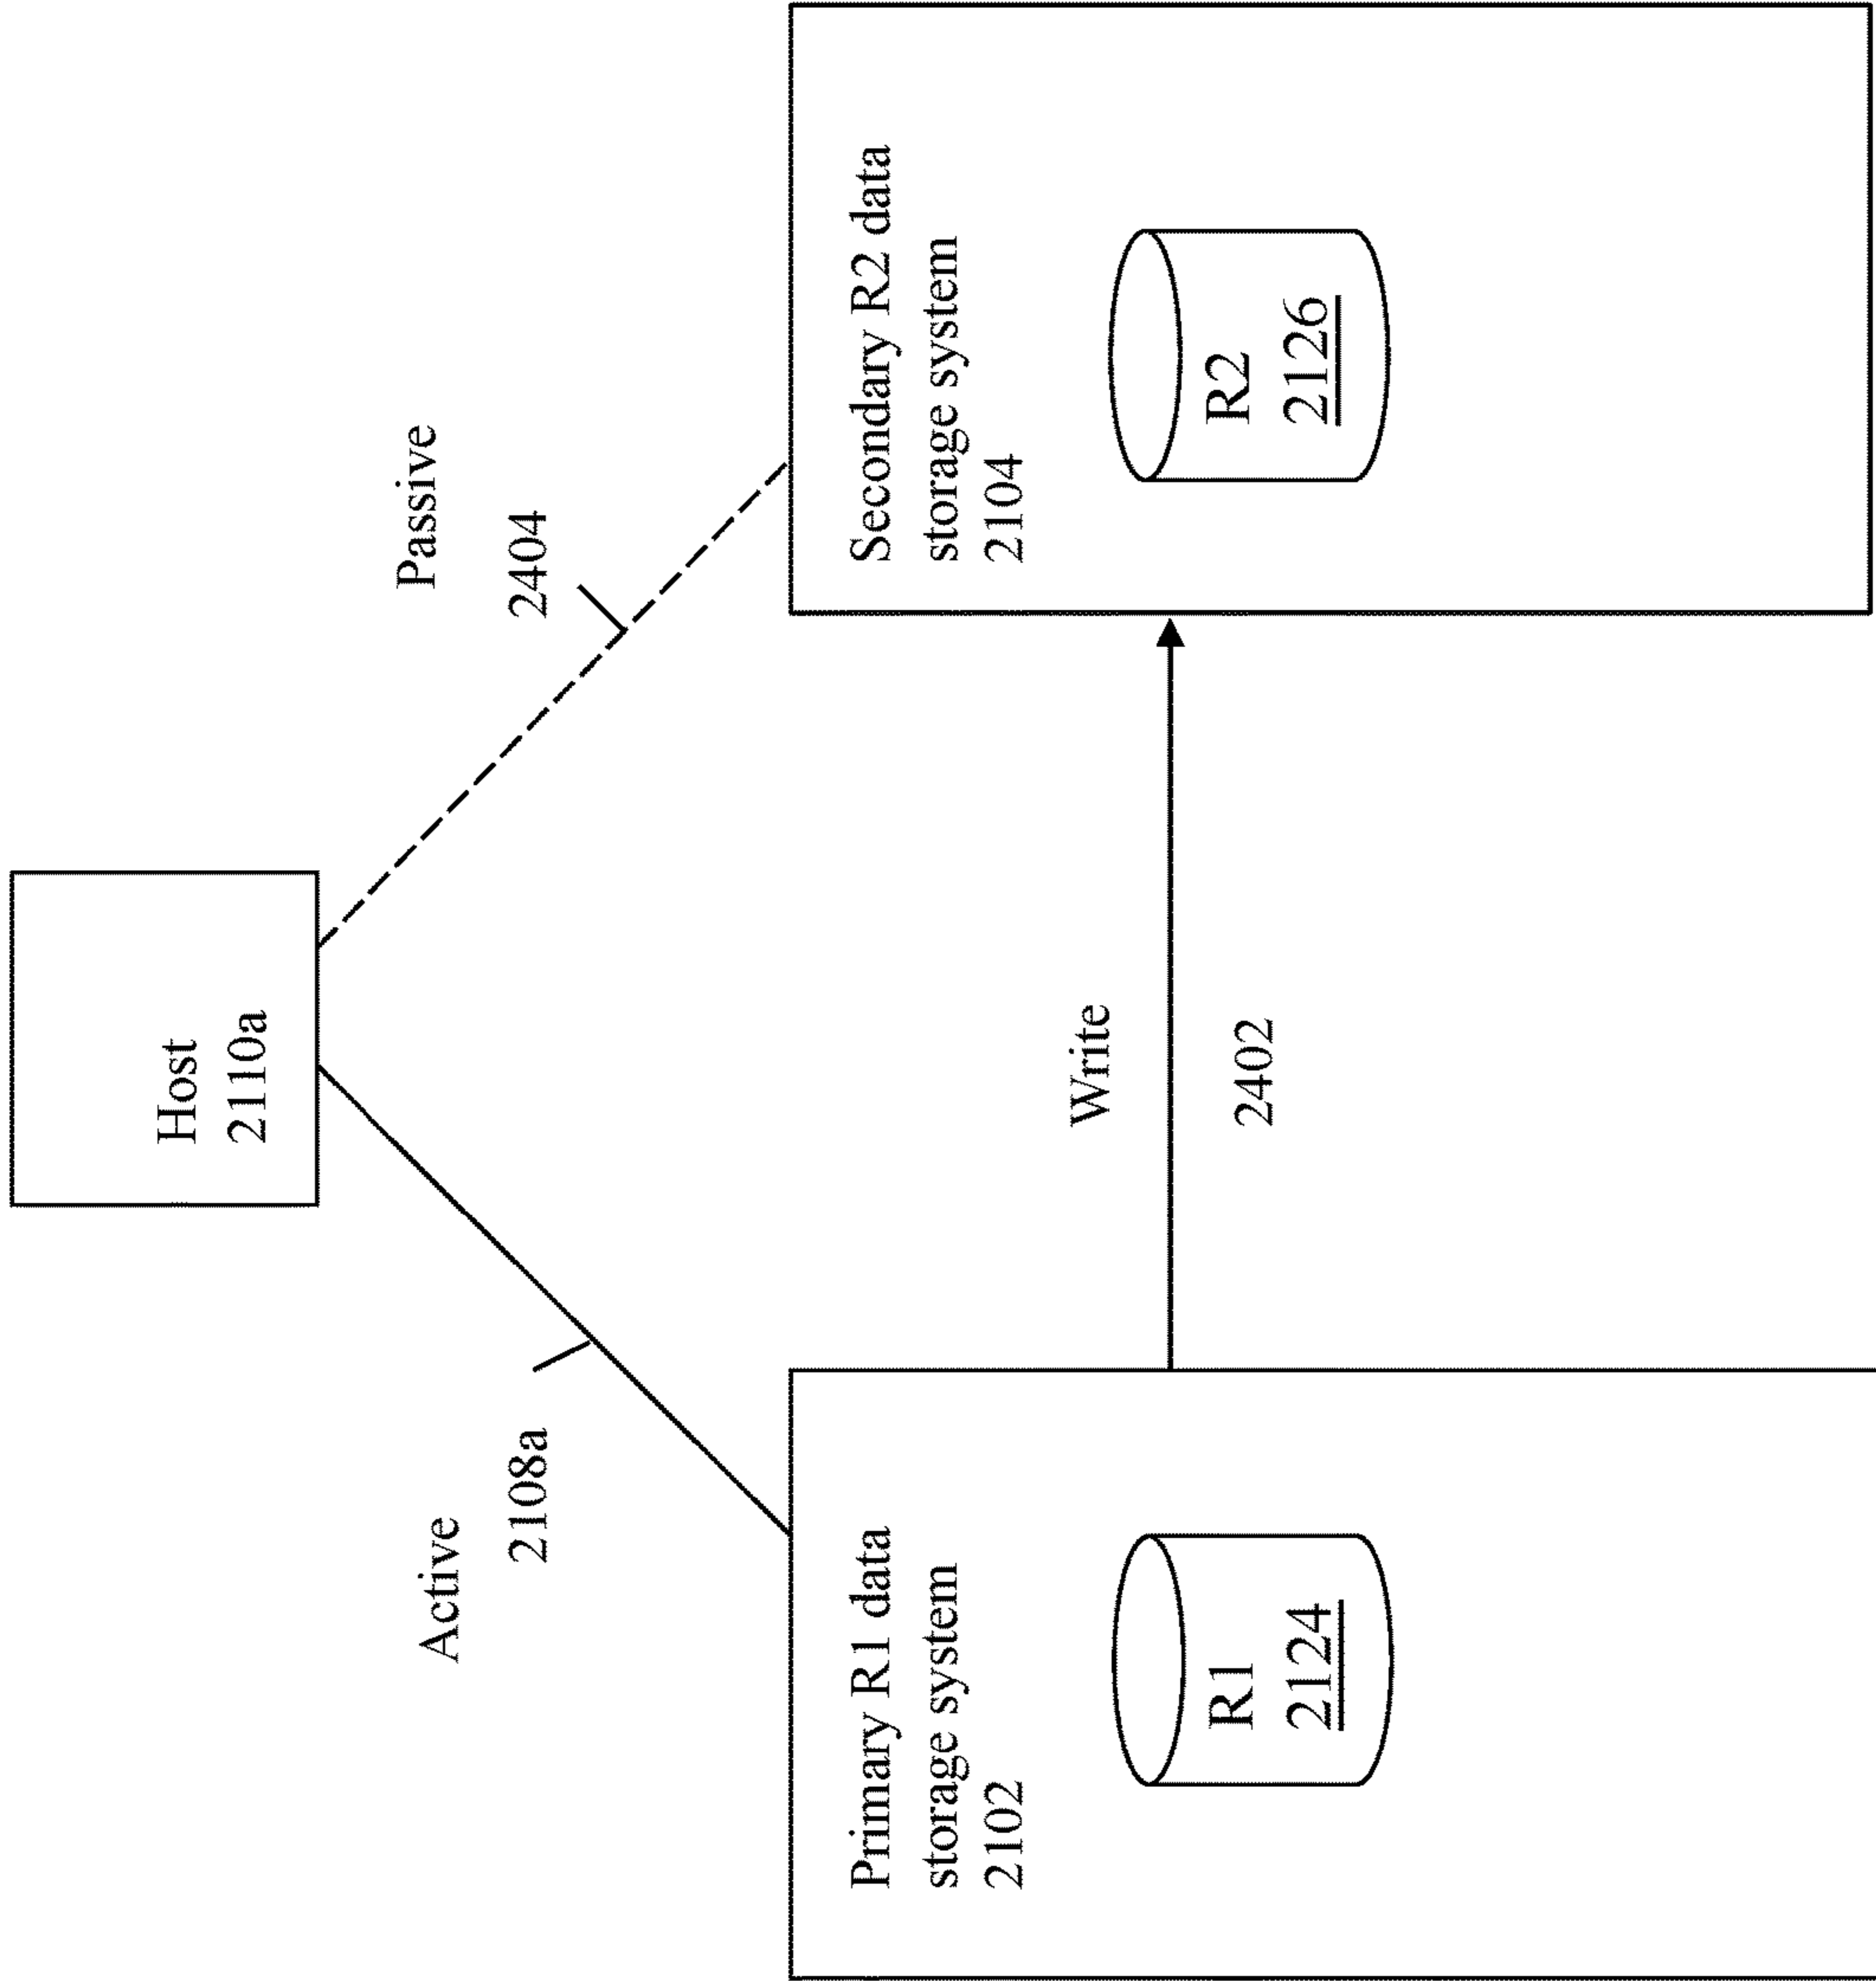 Host
2110a
Active
2108a
Passive
2404
Primary R1 data
storage system
2102
R1
2124
Write
2402
Secondary R2 data
storage system
2104
R2
2126